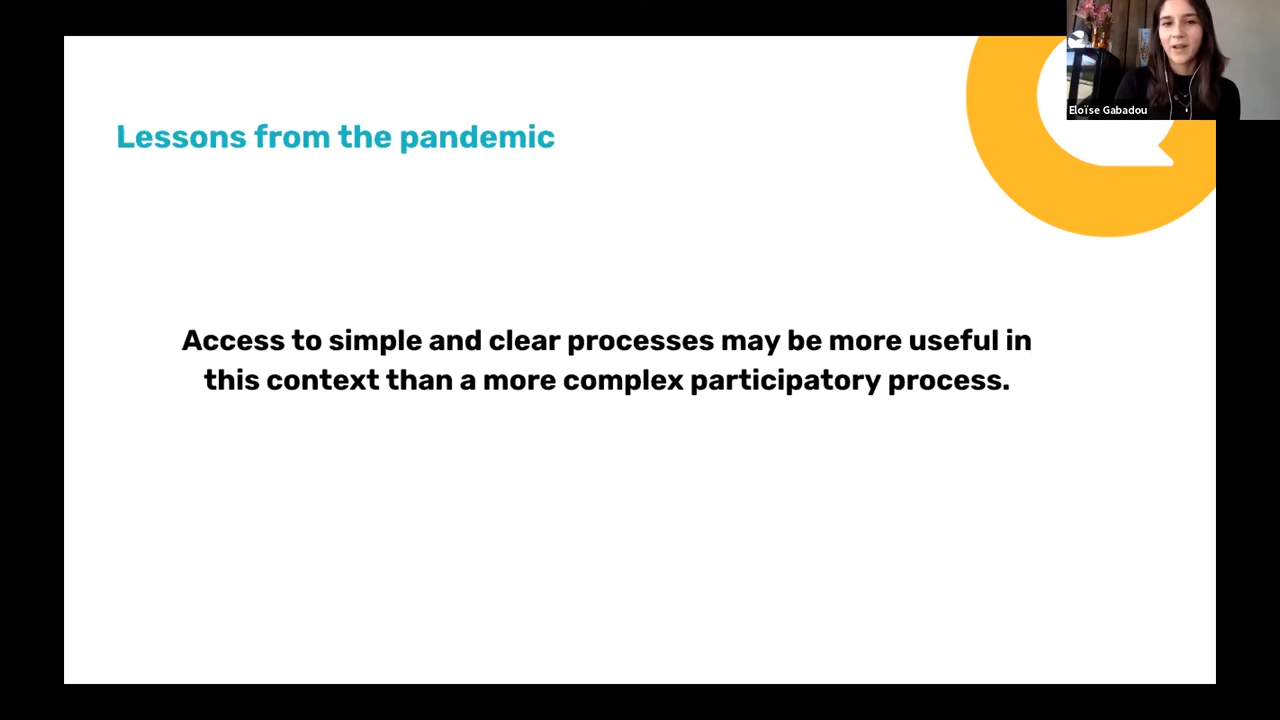 Eloïse Gabadou
Lessons from the pandemic
Access to simple and clear processes may be more useful in
this context than a more complex participatory process.